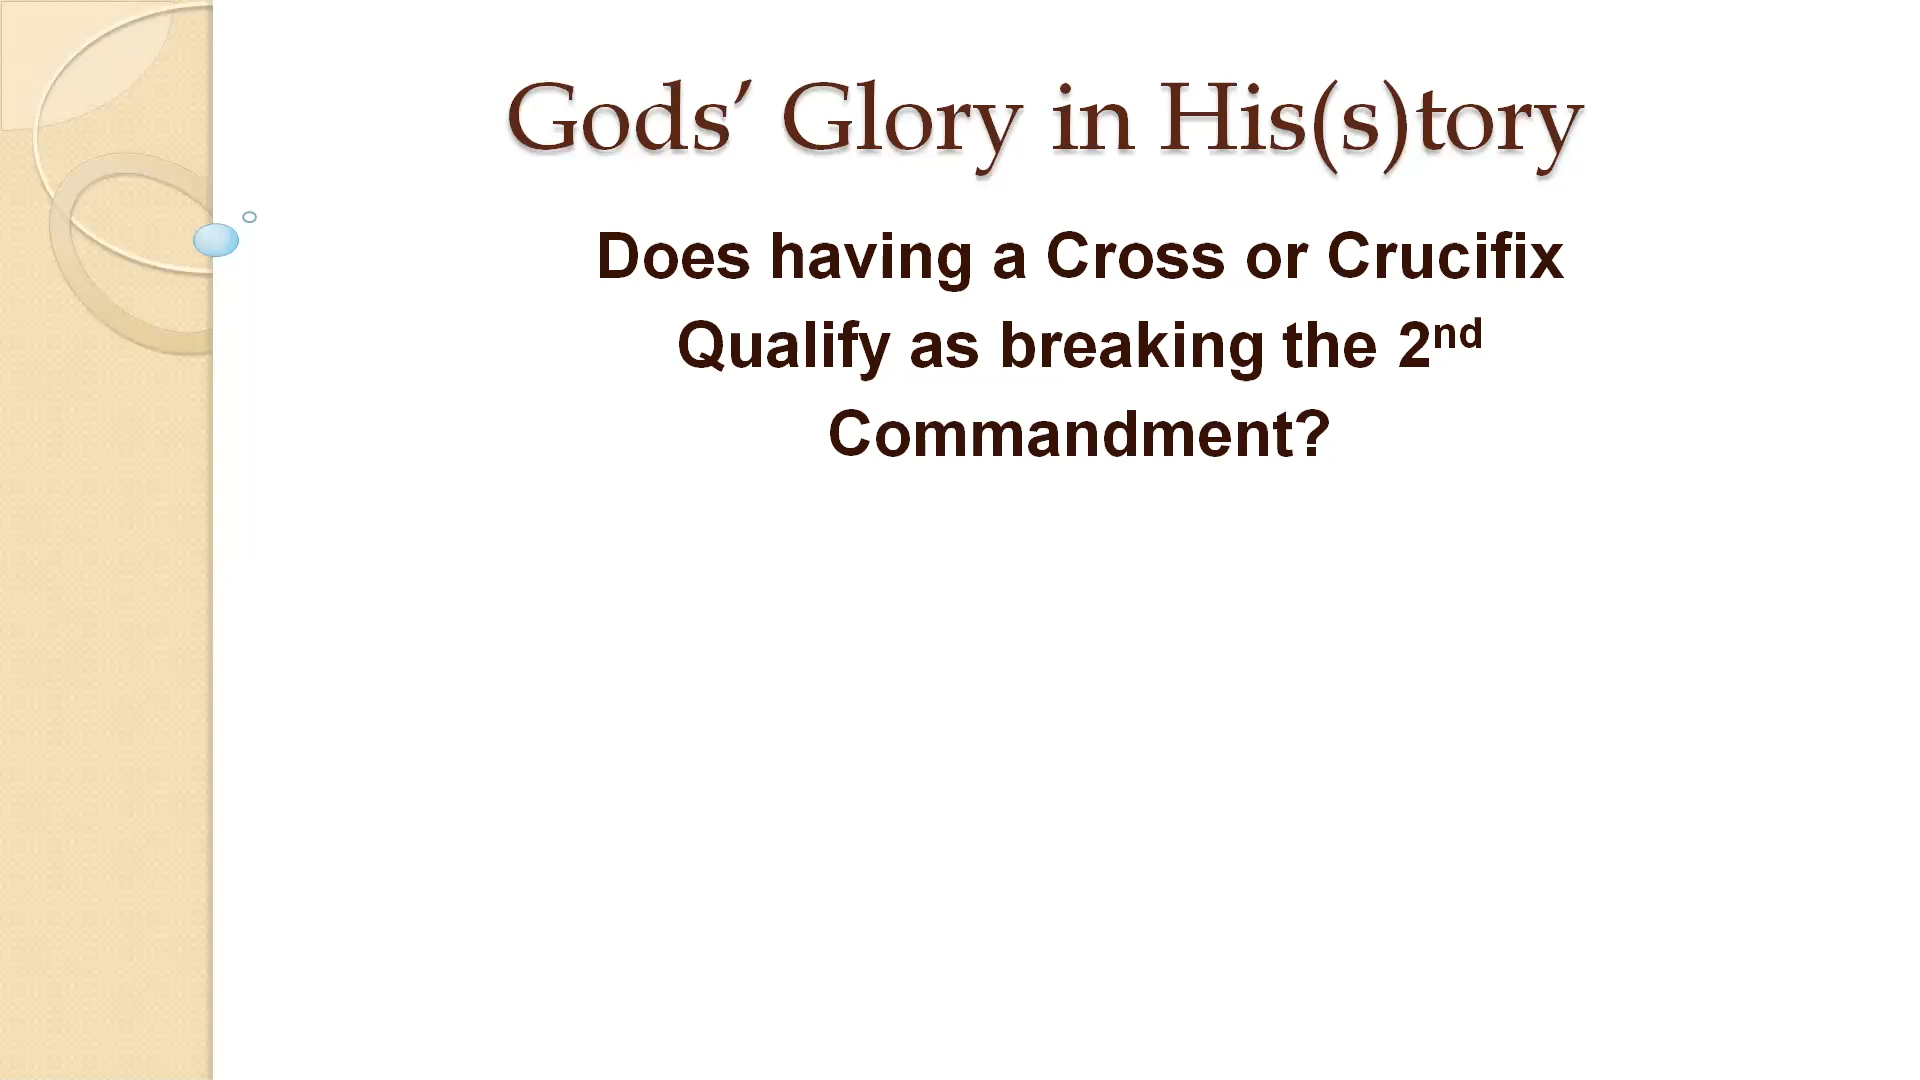 Gods’ Glory in His(s)tory
Does having a Cross or Crucifix
Qualify as breaking the 2nd
Commandment?